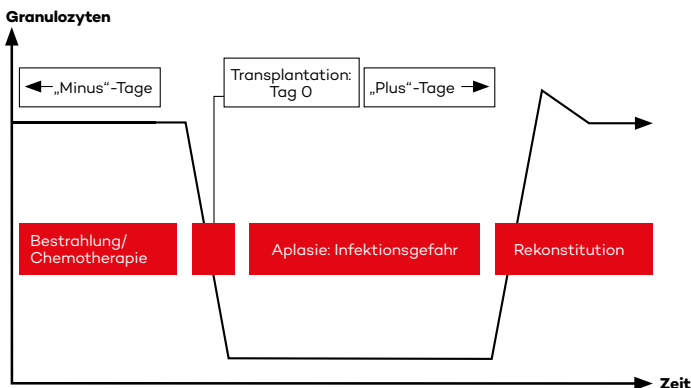 Granulozyten
„Minus“-Tage
Transplantation:
Tag 0
„Plus“-Tage
Bestrahlung/
Chemotherapie
Aplasie: Infektionsgefahr
Rekonstitution
Zeit